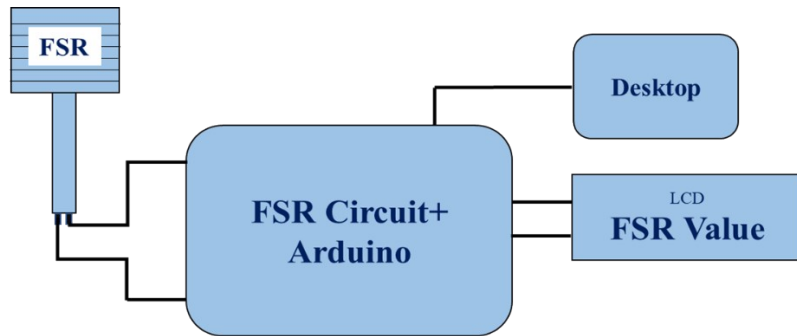 FSR
Desktop
FSR Circuit+
Arduino
LCD
FSR Value